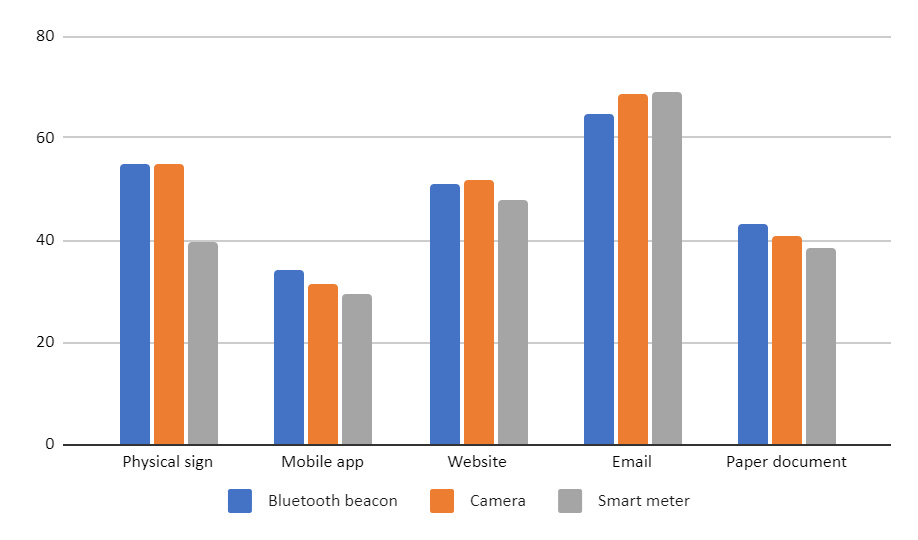 80
60
40
20
0
Physical sign Mobile app Website Email Paper document
Bluetooth beacon Camera Smart meter